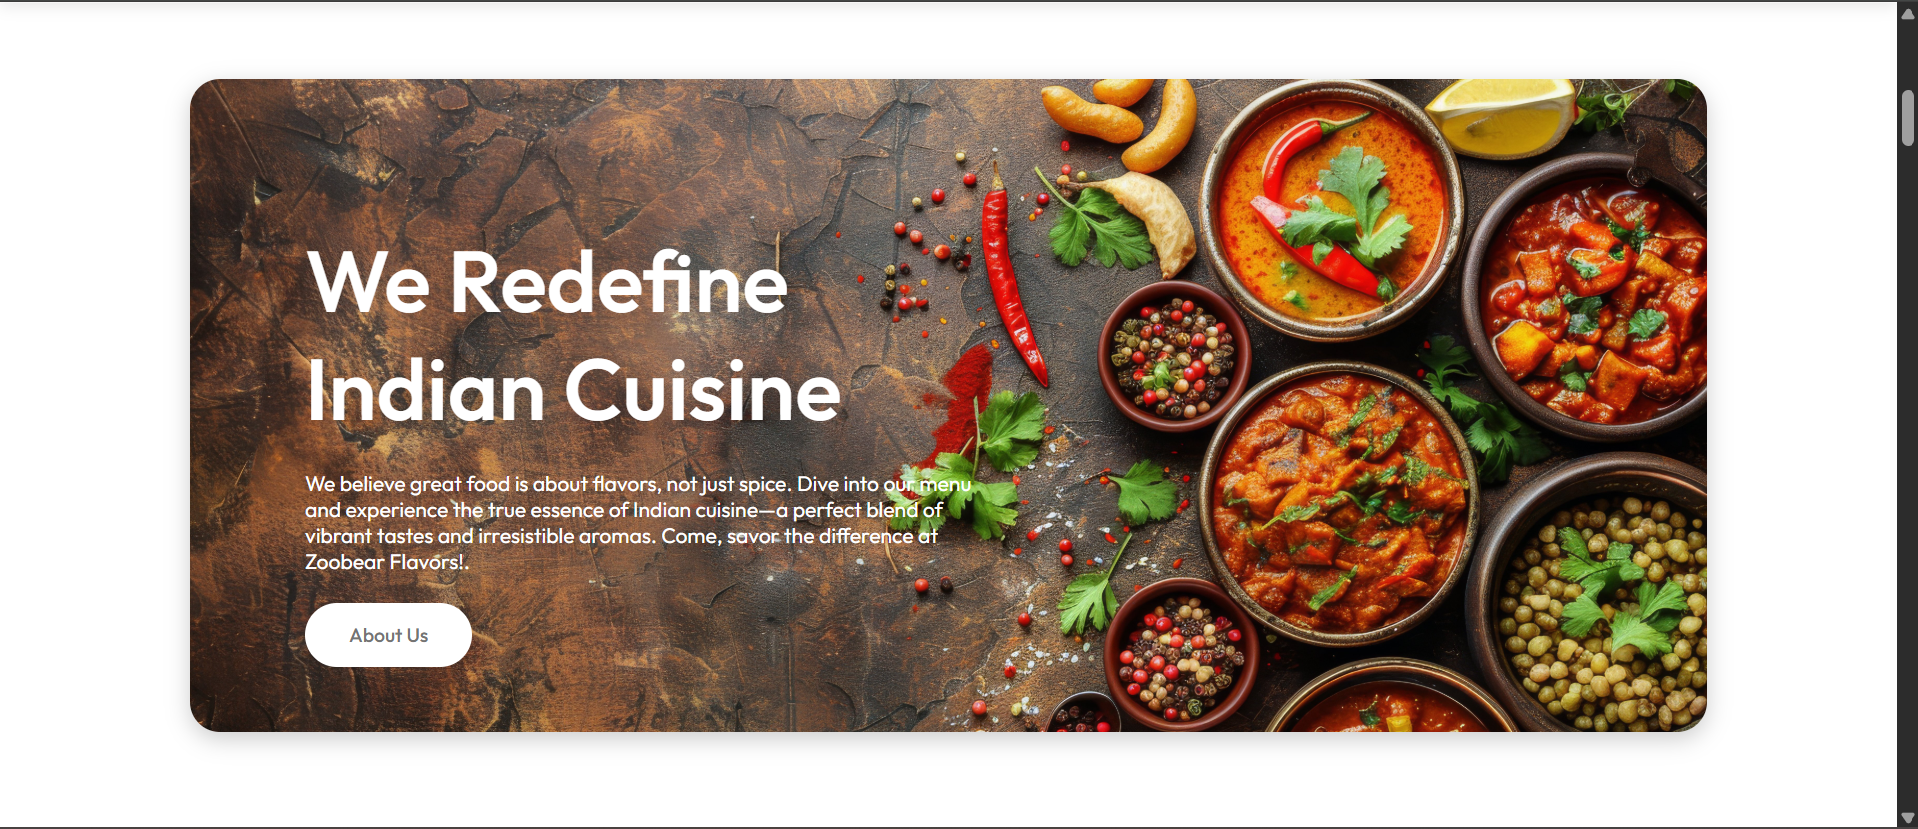 We Redefine
Indian Cuisine
We believe great food is about flavors, not just spice. Dive into our menu
and experience the true essence of Indian cuisine—a perfect blend of
vibrant tastes and irresistible aromas. Come, savor the difference at
Zoobear Flavors!.
About Us